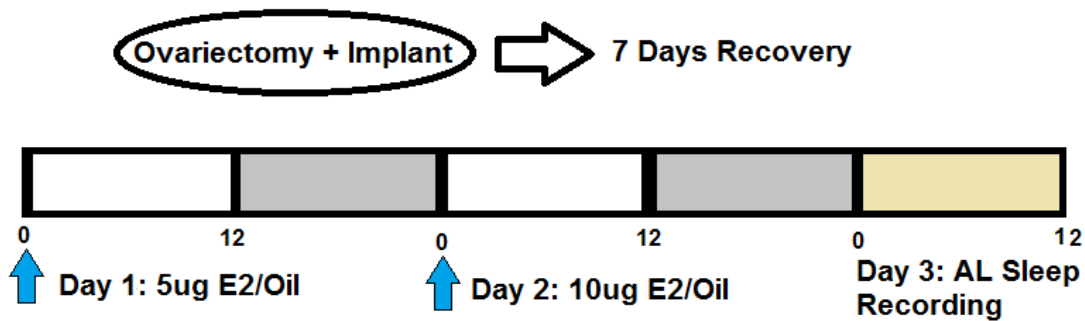 Ovariectomy + Implant
7 Days Recovery
0 12 0 12 0 12
Day 1: 5ug E2/Oil
Day 2: 10ug E2/Oil
Day 3: AL Sleep
Recording